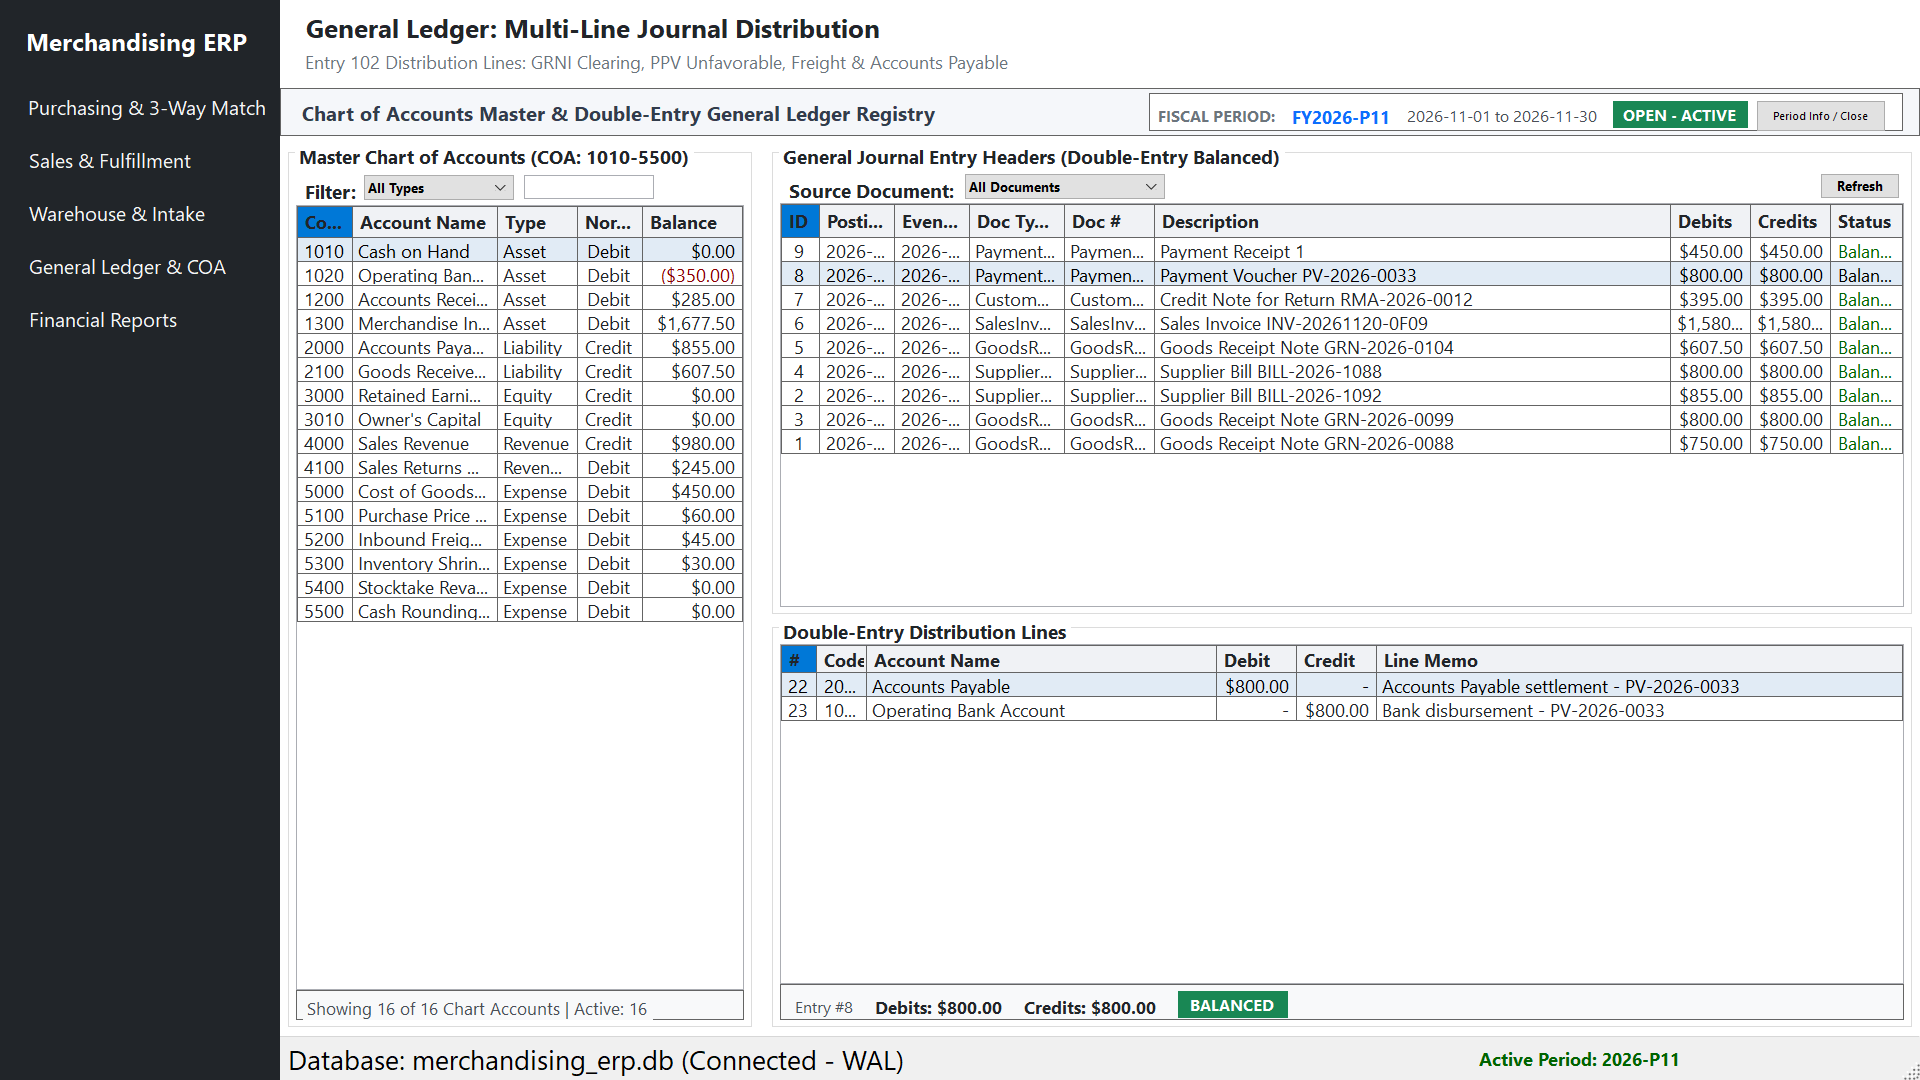 Merchandising ERP
Purchasing & 3-Way Match
Sales & Fulfillment
Warehouse & Intake
General Ledger & COA
Financial Reports
General Ledger: Multi-Line Journal Distribution
Entry 102 Distribution Lines: GRNI Clearing, PPV Unfavorable, Freight & Accounts Payable
Chart of Accounts Master & Double-Entry General Ledger Registry
FISCAL PERIOD: FY2026-P11 2026-11-01 to 2026-11-30 OPEN - ACTIVE Period Info / Close
Master Chart of Accounts (COA: 1010-5500)
Filter: All Types
Co... Account Name Type Nor... Balance
1010 Cash on Hand Asset Debit $0.00
1020 Operating Ban... Asset Debit ($350.00)
1200 Accounts Recei... Asset Debit $285.00
1300 Merchandise In... Asset Debit $1,677.50
2000 Accounts Paya... Liability Credit $855.00
2100 Goods Receive... Liability Credit $607.50
3000 Retained Earni... Equity Credit $0.00
3010 Owner's Capital Equity Credit $0.00
4000 Sales Revenue Revenue Credit $980.00
4100 Sales Returns ... Reven... Debit $245.00
5000 Cost of Goods... Expense Debit $450.00
5100 Purchase Price ... Expense Debit $60.00
5200 Inbound Freig... Expense Debit $45.00
5300 Inventory Shrin... Expense Debit $30.00
5400 Stocktake Reva... Expense Debit $0.00
5500 Cash Rounding... Expense Debit $0.00
Showing 16 of 16 Chart Accounts | Active: 16
General Journal Entry Headers (Double-Entry Balanced)
Source Document: All Documents Refresh
ID Posti... Even... Doc Ty... Doc # Description Debits Credits Status
9 2026-... 2026-... Payment... Paymen... Payment Receipt 1 $450.00 $450.00 Balan...
8 2026-... 2026-... Payment... Paymen... Payment Voucher PV-2026-0033 $800.00 $800.00 Balan...
7 2026-... 2026-... Custom... Custom... Credit Note for Return RMA-2026-0012 $395.00 $395.00 Balan...
6 2026-... 2026-... SalesInv... SalesInv... Sales Invoice INV-20261120-0F09 $1,580... $1,580... Balan...
5 2026-... 2026-... GoodsR... GoodsR... Goods Receipt Note GRN-2026-0104 $607.50 $607.50 Balan...
4 2026-... 2026-... Supplier... Supplier... Supplier Bill BILL-2026-1088 $800.00 $800.00 Balan...
2 2026-... 2026-... Supplier... Supplier... Supplier Bill BILL-2026-1092 $855.00 $855.00 Balan...
3 2026-... 2026-... GoodsR... GoodsR... Goods Receipt Note GRN-2026-0099 $800.00 $800.00 Balan...
1 2026-... 2026-... GoodsR... GoodsR... Goods Receipt Note GRN-2026-0088 $750.00 $750.00 Balan...
Double-Entry Distribution Lines
# Code Account Name Debit Credit Line Memo
22 20... Accounts Payable $800.00 - Accounts Payable settlement - PV-2026-0033
23 10... Operating Bank Account - $800.00 Bank disbursement - PV-2026-0033
Entry #8 Debits: $800.00 Credits: $800.00 BALANCED
Database: merchandising_erp.db (Connected - WAL)
Active Period: 2026-P11